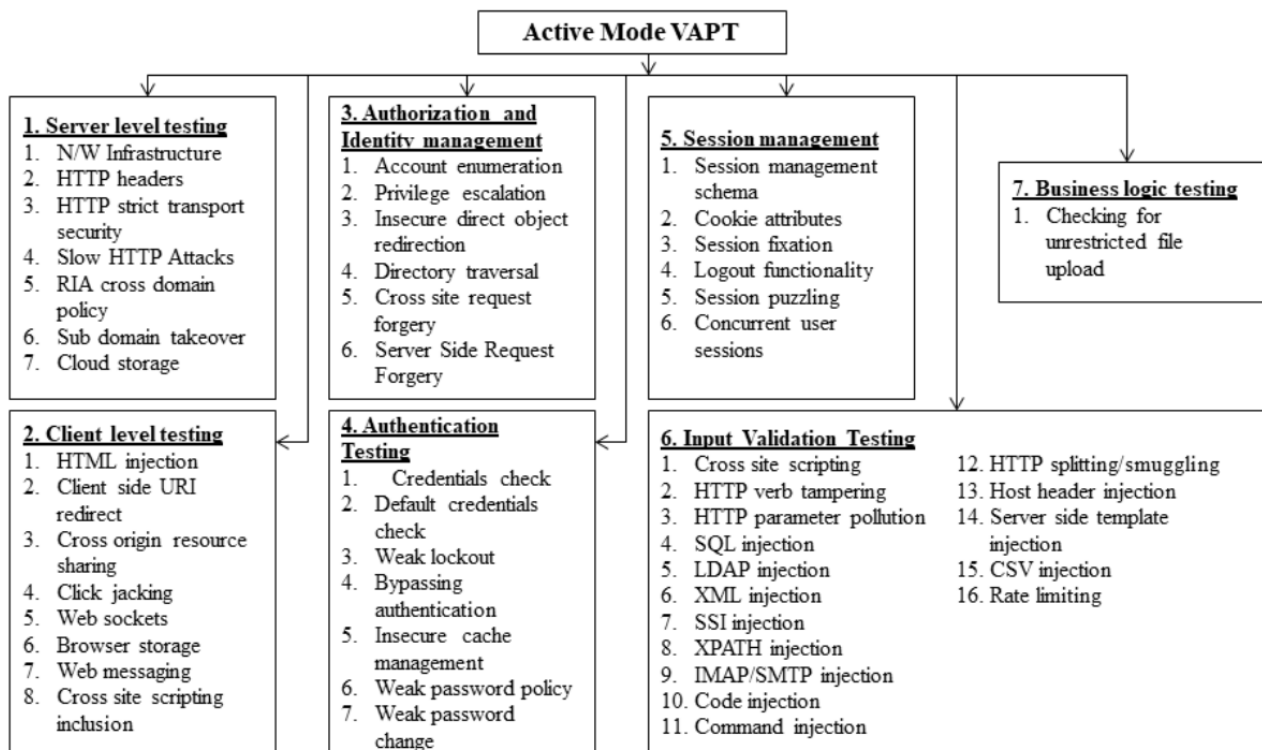 Active Mode VAPT
1. Server level testing
1. N/W Infrastructure
2. HTTP headers
3. HTTP strict transport
security
4. Slow HTTP Attacks
5. RIA cross domain
policy
6. Sub domain takeover
7. Cloud storage
2. Client level testing
1. HTML injection
2. Client side URI
redirect
3. Cross origin resource
sharing
4. Click jacking
5. Web sockets
6. Browser storage
7. Web messaging
8. Cross site scripting
inclusion
3. Authorization and
Identity management
1. Account enumeration
2. Privilege escalation
3. Insecure direct object
redirection
4. Directory traversal
5. Cross site request
forgery
6. Server Side Request
Forgery
4. Authentication
Testing
1. Credentials check
2. Default credentials
check
3. Weak lockout
4. Bypassing
authentication
5. Insecure cache
management
6. Weak password policy
7. Weak password
change
5. Session management
1. Session management
schema
2. Cookie attributes
3. Session fixation
4. Logout functionality
5. Session puzzling
6. Concurrent user
sessions
6. Input Validation Testing
1. Cross site scripting
2. HTTP verb tampering
3. HTTP parameter pollution
4. SQL injection
5. LDAP injection
6. XML injection
7. SSI injection
8. XPATH injection
9. IMAP/SMTP injection
10. Code injection
11. Command injection
12. HTTP splitting/smuggling
13. Host header injection
14. Server side template
injection
15. CSV injection
16. Rate limiting
7. Business logic testing
1. Checking for
unrestricted file
upload